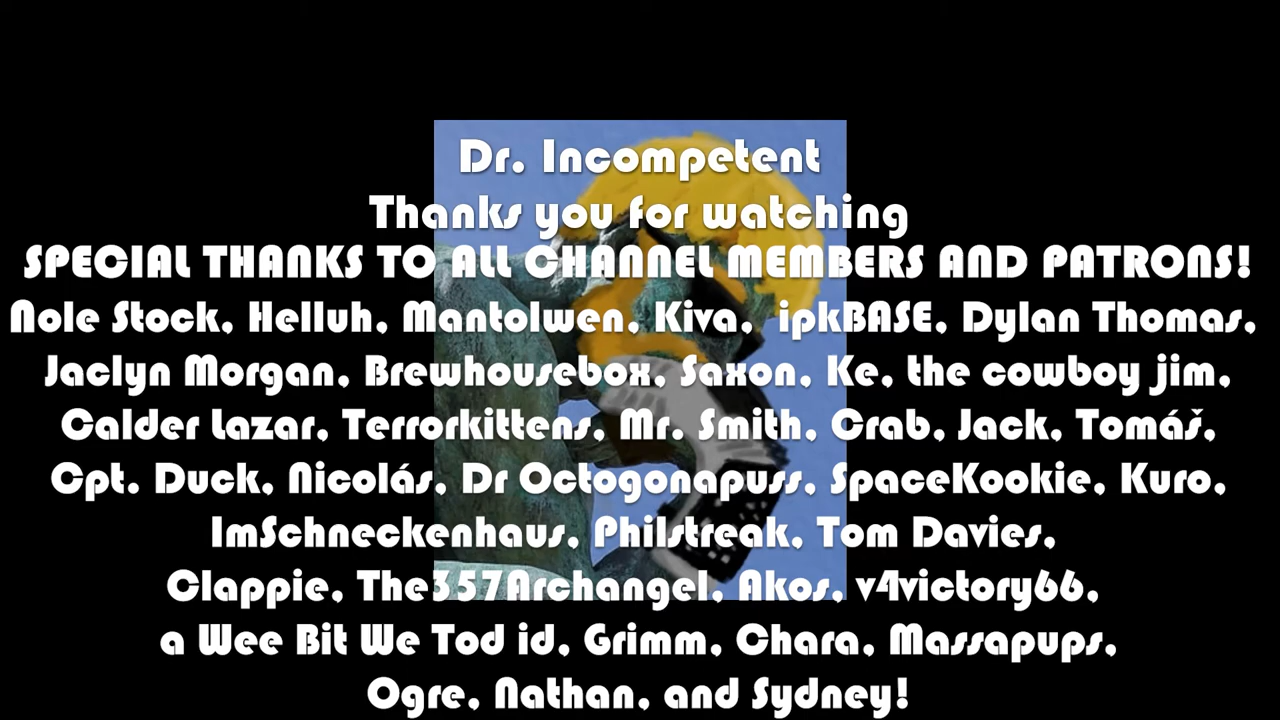 Dr. Incompetent
Thanks you for watching
SPECIAL THANKS TO ALL CHANNEL MEMBERS AND PATRONS!
Nole Stock, Helluh, Mantolwen, Kiva, ipkBASE, Dylan Thomas,
Jaclyn Morgan, Brewhousebox, Saxon, Ke, the cowboy jim,
Calder Lazar, Terrorkittens, Mr. Smith, Crab, Jack, Tomáš,
Cpt. Duck, Nicolás, Dr Octogonapuss, SpaceKookie, Kuro,
ImSchneckenhaus, Philstreak, Tom Davies,
Clappie, The357Archangel, Akos, v4victory66,
a Wee Bit We Tod id, Grimm, Chara, Massapups,
Ogre, Nathan, and Sydney!